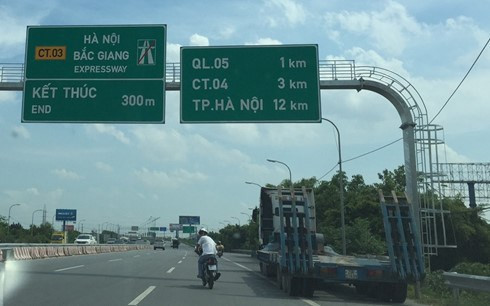 CT.03
HÀ NỘI
BẮC GIANG
EXPRESSWAY
KẾT THÚC
END 300m
QL.05 1 km
CT.04 3 km
TP.HÀ NỘI 12 km